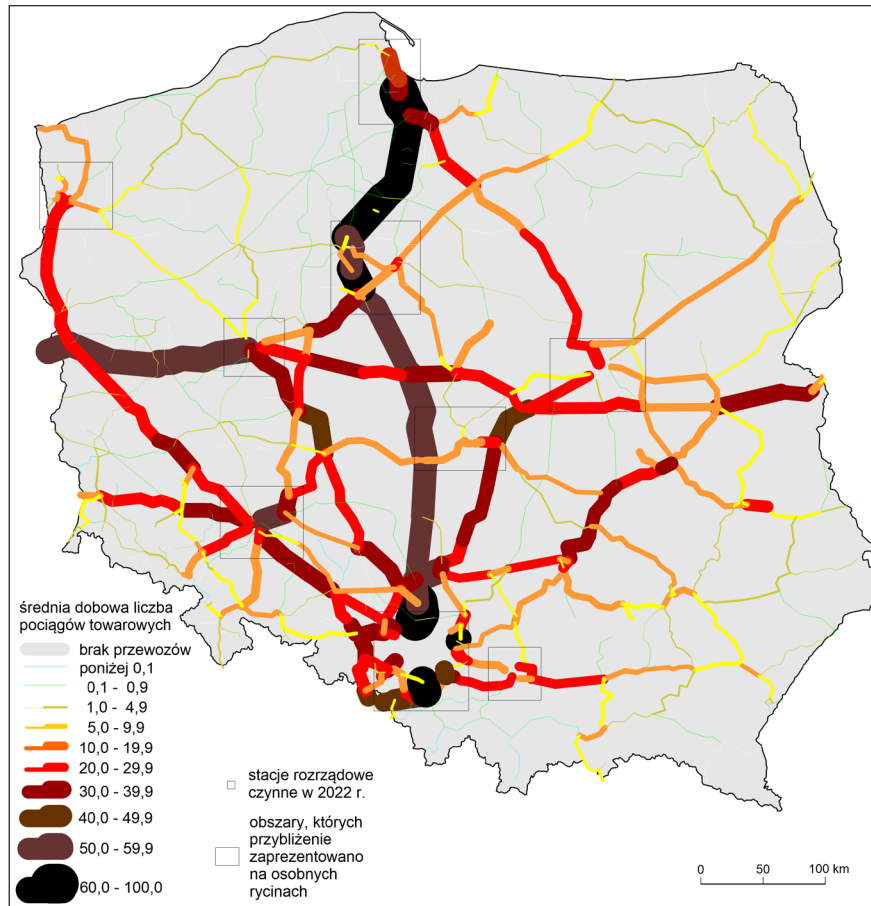 średnia dobowa liczba
pociągów towarowych
brak przewozów
poniżej 0,1
0,1 - 0,9
1,0 - 4,9
5,0 - 9,9
10,0 - 19,9
20,0 - 29,9
30,0 - 39,9
40,0 - 49,9
50,0 - 59,9
60,0 - 100,0
stacje rozrządowe
czynne w 2022 r.
obszary, których
przybliżenie
zaprezentowano
na osobnych
rycinach
0 50 100 km